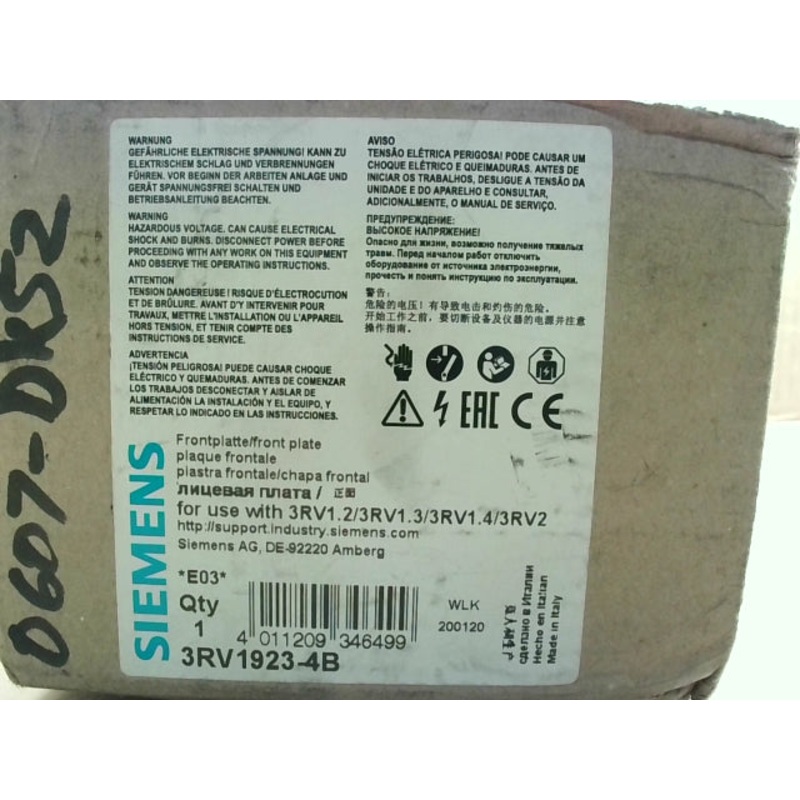 WARNUNG
GEFÄHRLICHE ELEKTRISCHE SPANNUNG! KANN ZU
ELEKTRISCHEM SCHLAG UND VERBRENNUNGEN
FÜHREN. VOR BEGINN DER ARBEITEN ANLAGE UND
GERÄT SPANNUNGSFREI SCHALTEN UND
BETRIEBSANLEITUNG BEACHTEN.
WARNING
HAZARDOUS VOLTAGE. CAN CAUSE ELECTRICAL
SHOCK AND BURNS. DISCONNECT POWER BEFORE
PROCEEDING WITH ANY WORK ON THIS EQUIPMENT
AND OBSERVE THE OPERATING INSTRUCTIONS.
ATTENTION
TENSION DANGEREUSE! RISQUE D'ÉLECTROCUTION
ET DE BRÛLURE. AVANT D'Y INTERVENIR POUR
TRAVAUX, METTRE L'INSTALLATION OU L'APPAREIL
HORS TENSION, ET TENIR COMPTE DES
INSTRUCTIONS DE SERVICE.
ADVERTENCIA
¡TENSIÓN PELIGROSA! PUEDE CAUSAR CHOQUE
ELÉCTRICO Y QUEMADURAS. ANTES DE COMENZAR
LOS TRABAJOS DESCONECTAR Y AISLAR DE
ALIMENTACIÓN LA INSTALACIÓN Y EL EQUIPO, Y
RESPETAR LO INDICADO EN LAS INSTRUCCIONES.
AVISO
TENSÃO ELÉTRICA PERIGOSA! PODE CAUSAR UM
CHOQUE ELÉTRICO E QUEIMADURAS. ANTES DE
INICIAR OS TRABALHOS, DESLIGUE A TENSÃO DA
UNIDADE E DO APARELHO E CONSULTAR,
ADICIONALMENTE, O MANUAL DE SERVIÇO.
ПРЕДУПРЕЖДЕНИЕ:
ВЫСОКОЕ НАПРЯЖЕНИЕ!
Опасно для жизни, возможно получение тяжелых
травм. Перед началом работ отключить
оборудование от источника электроэнергии,
прочесть и понять инструкцию по эксплуатации.
警告:
危险的电压! 有导致电击和灼伤的危险。
开始工作之前, 要切断设备及仪器的电源并注意
操作指南。
EAC CE
SIEMENS
Frontplatte/front plate
plaque frontale
piastra frontale/chapa frontal
лицевая плата / 正面
for use with 3RV1.2/3RV1.3/3RV1.4/3RV2
http://support.industry.siemens.com
Siemens AG, DE-92220 Amberg
*E03*
Qty
1
4 011209 346499
3RV1923-4B
WLK
200120
сделано в Италии
Hecho en Italian
Made in Italy
0607-DK52